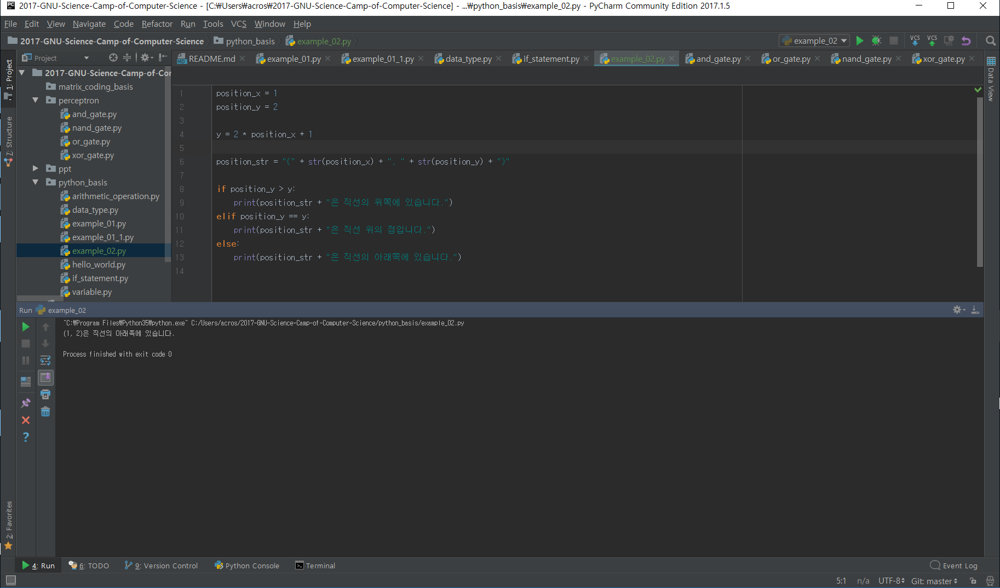 2017-GNU-Science-Camp-of-Computer-Science - [C:₩Users₩acros₩2017-GNU-Science-Camp-of-Computer-Science] - ...₩python_basis₩example_02.py - PyCharm Community Edition 2017.1.5
File Edit View Navigate Code Refactor Run Tools VCS Window Help
2017-GNU-Science-Camp-of-Computer-Science python_basis example_02.py
example_02 VCS VCS
1: Project
7: Structure
2: Favorites
Project
2017-GNU-Science-Camp-of-Cor
matrix_coding_basis
perceptron
and_gate.py
nand_gate.py
or_gate.py
xor_gate.py
ppt
python_basis
arithmetic_operation.py
data_type.py
example_01.py
example_01_1.py
example_02.py
hello_world.py
if_statement.py
variable.py
README.md example_01.py example_01_1.py data_type.py if_statement.py example_02.py and_gate.py or_gate.py nand_gate.py xor_gate.py
Data View
1 position_x = 1
2 position_y = 2
3
4 y = 2 * position_x + 1
5
6 position_str = "(" + str(position_x) + ", " + str(position_y) + ")"
7
8 if position_y > y:
9 print(position_str + "은 직선의 위쪽에 있습니다.")
10 elif position_y == y:
11 print(position_str + "은 직선 위의 점입니다.")
12 else:
13 print(position_str + "은 직선의 아래쪽에 있습니다.")
14
Run example_02
"C:₩Program Files₩Python35₩python.exe" C:/Users/acros/2017-GNU-Science-Camp-of-Computer-Science/python_basis/example_02.py
(1, 2)은 직선의 아래쪽에 있습니다.
Process finished with exit code 0
4: Run 6: TODO 9: Version Control Python Console Terminal Event Log
5:1 n/a UTF-8 Git: master